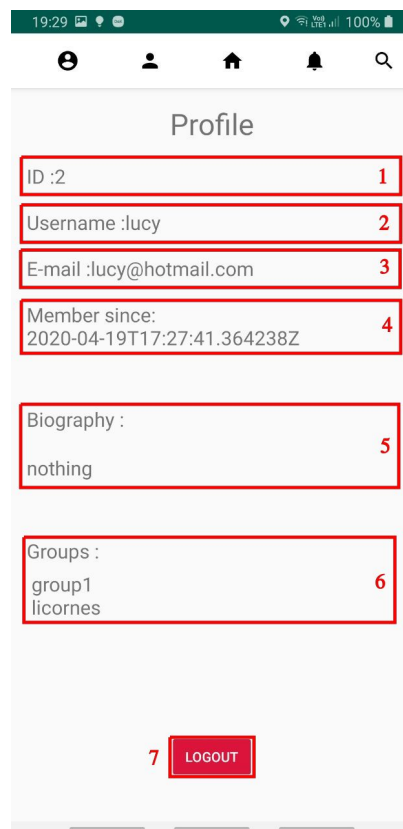 19:29 100%
Profile
ID :2 1
Username :lucy 2
E-mail :lucy@hotmail.com 3
Member since:
2020-04-19T17:27:41.364238Z 4
Biography :
5
nothing
Groups :
group1 6
licornes
7 LOGOUT